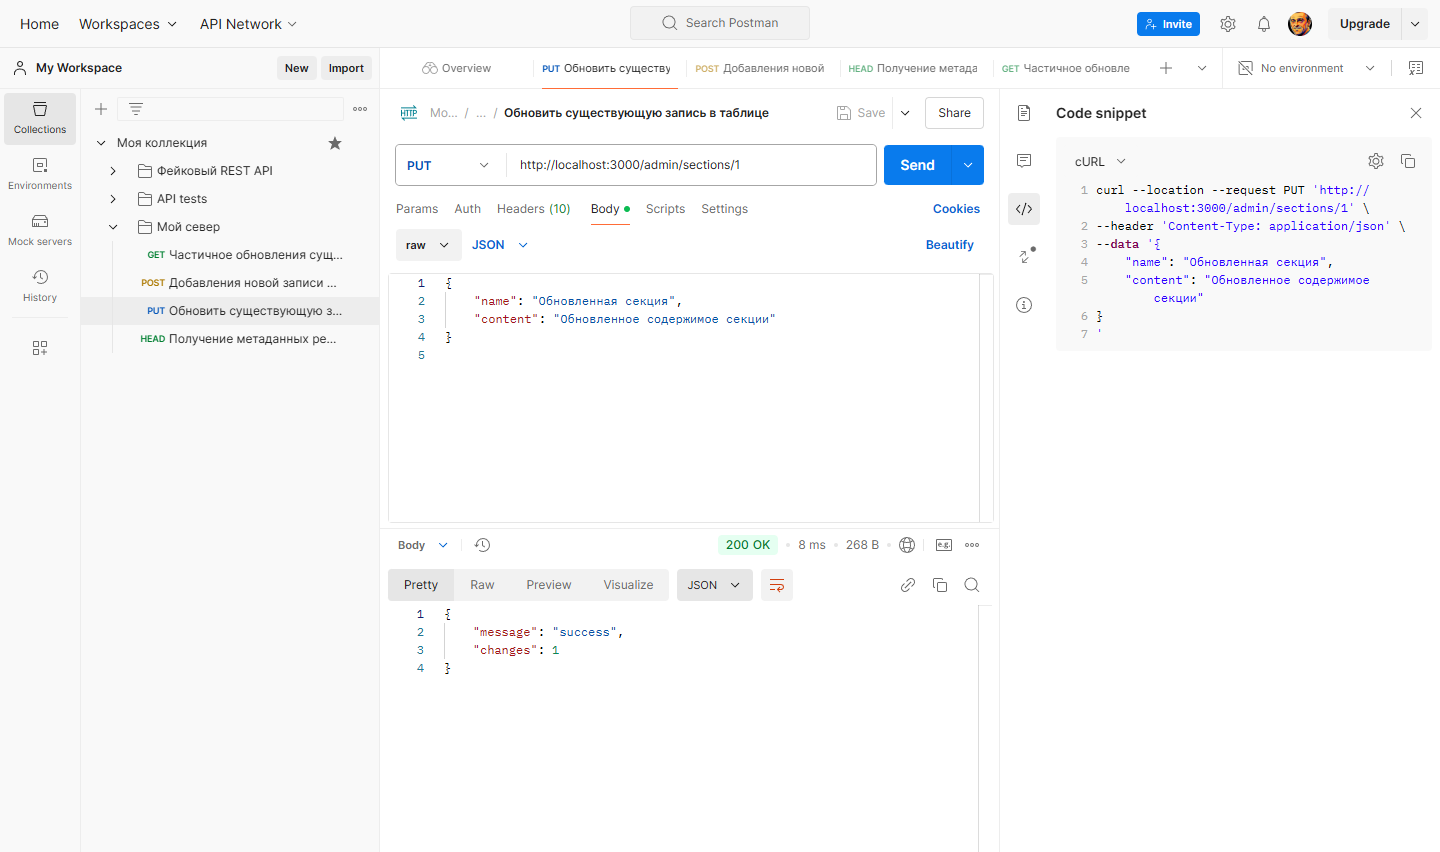 Home Workspaces API Network Search Postman Invite Upgrade
My Workspace New Import
Overview PUT Обновить существу POST Добавления новой HEAD Получение метада GET Частичное обновле No environment
Collections
Environments
Mock servers
History
Моя коллекция
Фейковый REST API
API tests
Мой север
GET Частичное обновления сущ...
POST Добавления новой записи ...
PUT Обновить существующую з...
HEAD Получение метаданных ре...
HTTP Мо... / ... / Обновить существующую запись в таблице Save Share
PUT http://localhost:3000/admin/sections/1 Send
Params Auth Headers (10) Body Scripts Settings Cookies
raw JSON Beautify
1 {
2 "name": "Обновленная секция",
3 "content": "Обновленное содержимое секции"
4 }
5
Body 200 OK 8 ms 268 B e.g.
Pretty Raw Preview Visualize JSON
1 {
2 "message": "success",
3 "changes": 1
4 }
Code snippet
cURL
1 curl --location --request PUT 'http://
localhost:3000/admin/sections/1' \
2 --header 'Content-Type: application/json' \
3 --data '{
4 "name": "Обновленная секция",
5 "content": "Обновленное содержимое
секции"
6 }
7 '